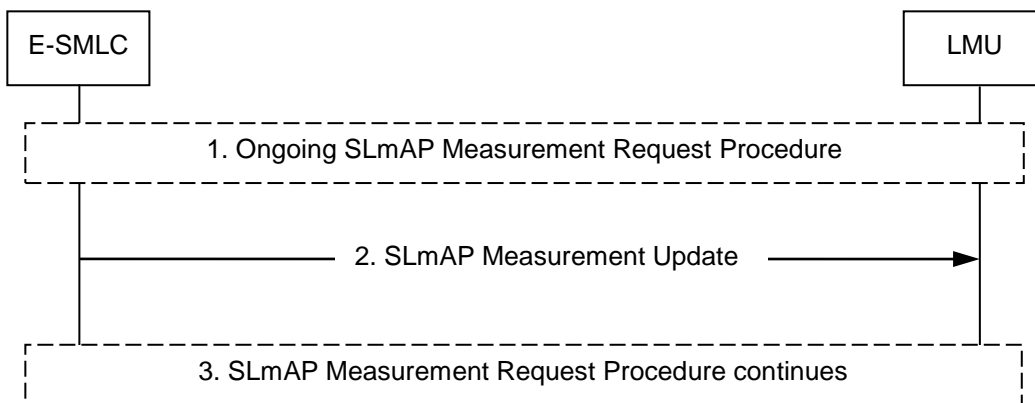 E-SMLC
LMU
1. Ongoing SLmAP Measurement Request Procedure
2. SLmAP Measurement Update
3. SLmAP Measurement Request Procedure continues